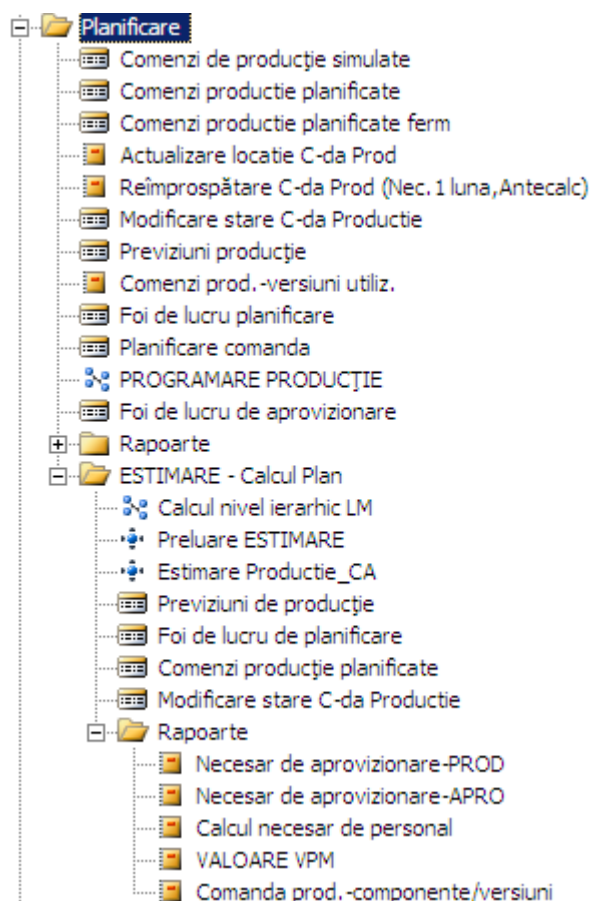 Planificare
Comenzi de producţie simulate
Comenzi productie planificate
Comenzi productie planificate ferm
Actualizare locatie C-da Prod
Reîmprospătare C-da Prod (Nec. 1 luna,Antecalc)
Modificare stare C-da Productie
Previziuni producţie
Comenzi prod.-versiuni utiliz.
Foi de lucru planificare
Planificare comanda
PROGRAMARE PRODUCŢIE
Foi de lucru de aprovizionare
Rapoarte
ESTIMARE - Calcul Plan
Calcul nivel ierarhic LM
Preluare ESTIMARE
Estimare Productie_CA
Previziuni de producţie
Foi de lucru de planificare
Comenzi producţie planificate
Modificare stare C-da Productie
Rapoarte
Necesar de aprovizionare-PROD
Necesar de aprovizionare-APRO
Calcul necesar de personal
VALOARE VPM
Comanda prod.-componente/versiuni